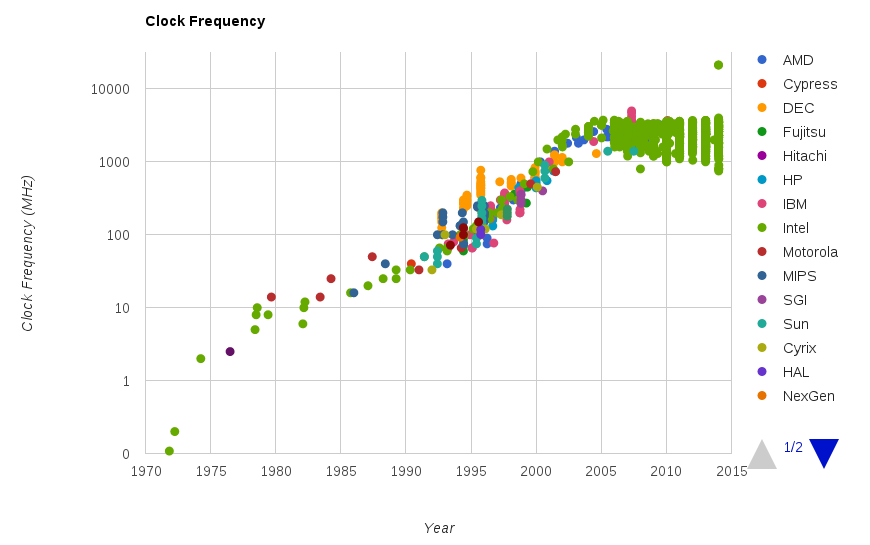 Clock Frequency
Clock Frequency (MHz)
10000
1000
100
10
1
0
1970 1975 1980 1985 1990 1995 2000 2005 2010 2015
Year
AMD
Cypress
DEC
Fujitsu
Hitachi
HP
IBM
Intel
Motorola
MIPS
SGI
Sun
Cyrix
HAL
NexGen
1/2